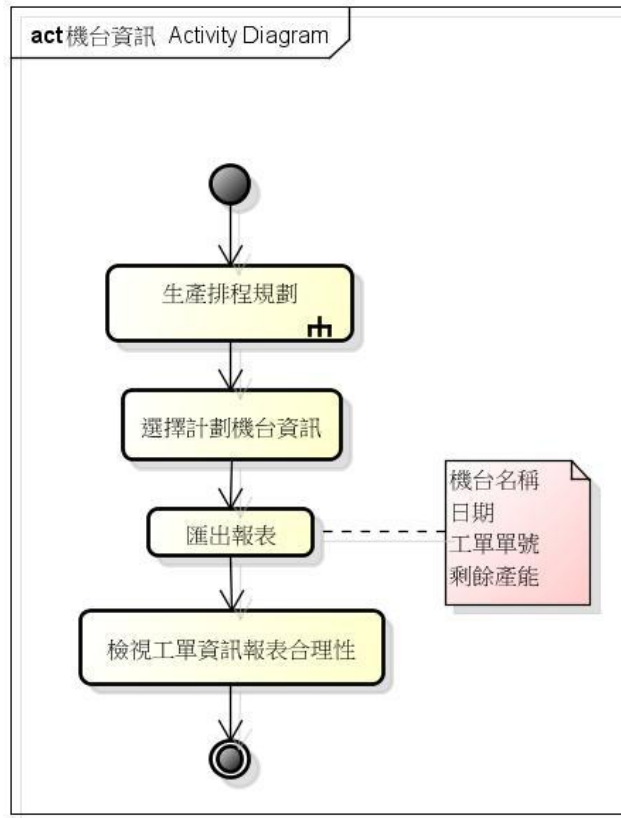 act 機台資訊 Activity Diagram
生產排程規劃
選擇計劃機台資訊
匯出報表
機台名稱
日期
工單單號
剩餘產能
檢視工單資訊報表合理性